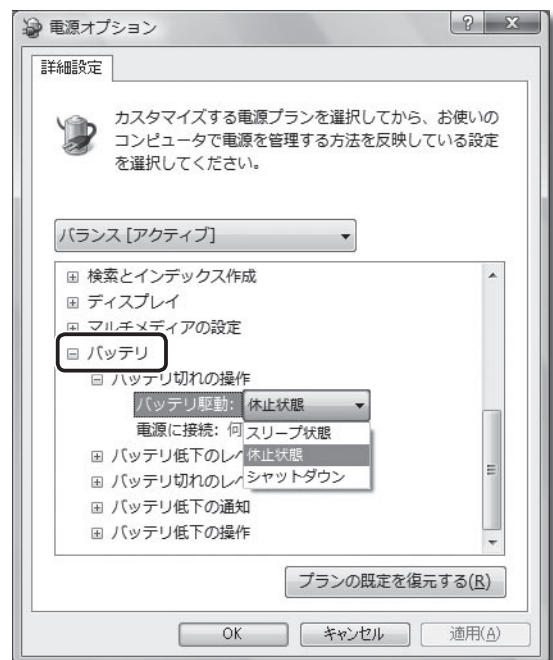 電源オプション
詳細設定
カスタマイズする電源プランを選択してから、お使いの
コンピュータで電源を管理する方法を反映している設定
を選択してください。
バランス [アクティブ]
検索とインデックス作成
ディスプレイ
マルチメディアの設定
バッテリ
バッテリ切れの操作
バッテリ駆動: 休止状態
電源に接続: 何
スリープ状態
休止状態
シャットダウン
バッテリ低下のレベ
バッテリ切れのレベ
バッテリ低下の通知
バッテリ低下の操作
プランの既定を復元する(R)
OK キャンセル 適用(A)